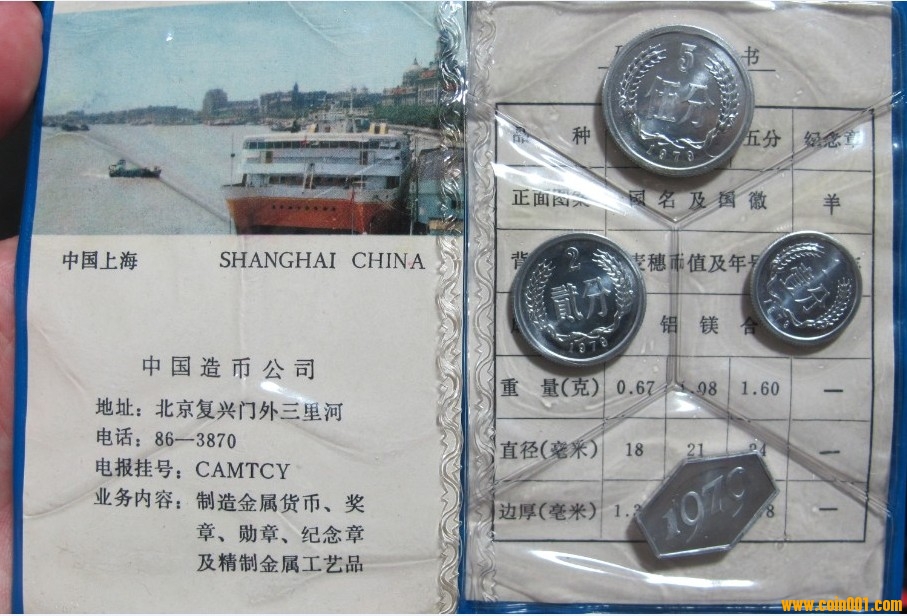 中国上海 SHANGHAI CHINA
中国造币公司
地址：北京复兴门外三里河
电话：86—3870
电报挂号：CAMTCY
业务内容：制造金属货币、奖
章、勋章、纪念章
及精制金属工艺品
书
5
伍分
1979
品 种 五分 纪念章
正面图案 国名及国徽 羊
2
贰分
1979
背 麦穗币值及年号
壹分
铝镁合
重 量(克) 0.67 1.98 1.60 —
直径(毫米) 18 21 24 —
边厚(毫米)
1979
www.coin001.com